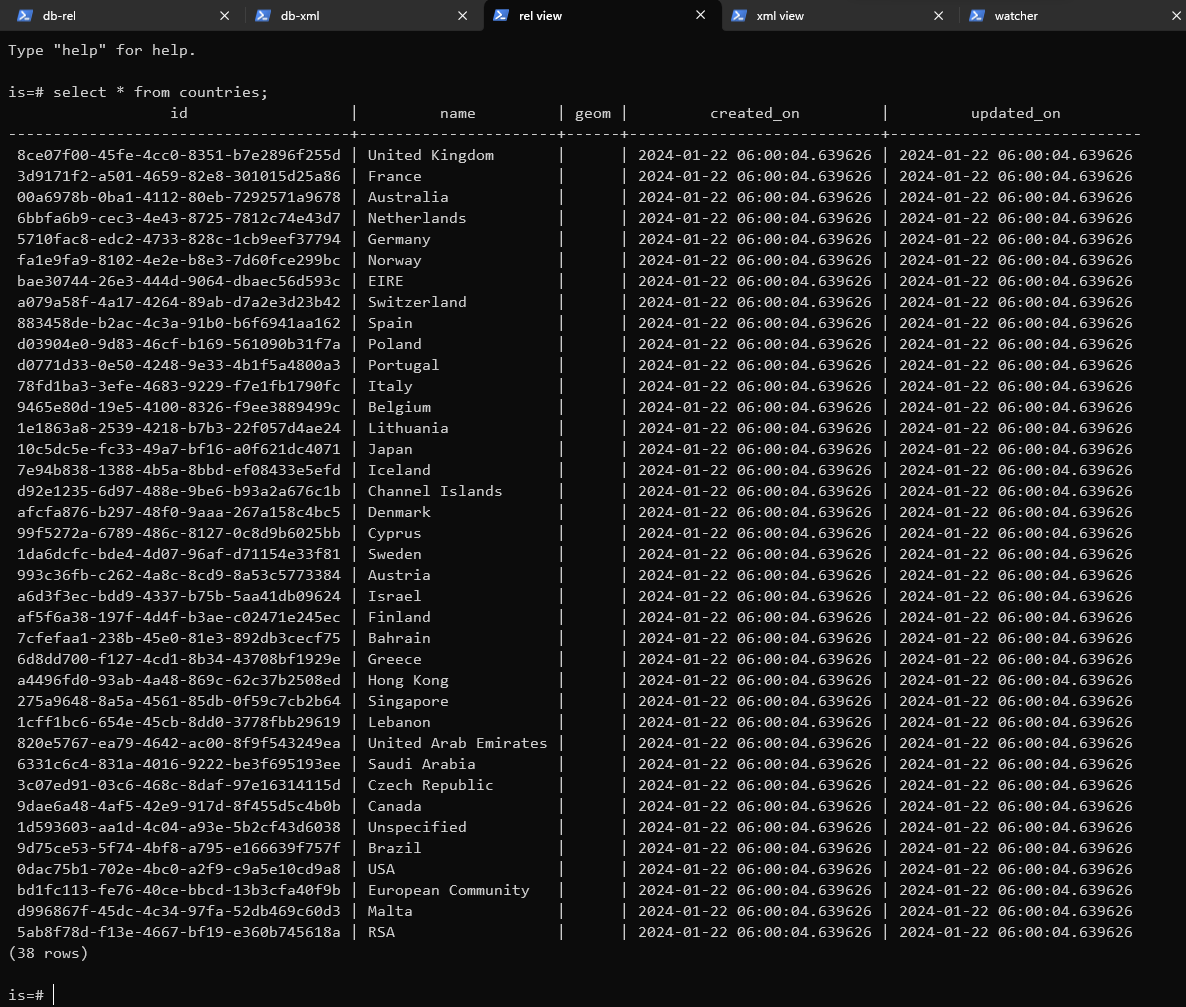 db-rel db-xml rel view xml view watcher
Type "help" for help.
is=# select * from countries;
id | name | geom | created_on | updated_on
--------------------------------------+----------------------+------+----------------------------+----------------------------
8ce07f00-45fe-4cc0-8351-b7e2896f255d | United Kingdom | | 2024-01-22 06:00:04.639626 | 2024-01-22 06:00:04.639626
3d9171f2-a501-4659-82e8-301015d25a86 | France | | 2024-01-22 06:00:04.639626 | 2024-01-22 06:00:04.639626
00a6978b-0ba1-4112-80eb-7292571a9678 | Australia | | 2024-01-22 06:00:04.639626 | 2024-01-22 06:00:04.639626
6bbfa6b9-cec3-4e43-8725-7812c74e43d7 | Netherlands | | 2024-01-22 06:00:04.639626 | 2024-01-22 06:00:04.639626
5710fac8-edc2-4733-828c-1cb9eef37794 | Germany | | 2024-01-22 06:00:04.639626 | 2024-01-22 06:00:04.639626
fa1e9fa9-8102-4e2e-b8e3-7d60fce299bc | Norway | | 2024-01-22 06:00:04.639626 | 2024-01-22 06:00:04.639626
bae30744-26e3-444d-9064-dbaec56d593c | EIRE | | 2024-01-22 06:00:04.639626 | 2024-01-22 06:00:04.639626
a079a58f-4a17-4264-89ab-d7a2e3d23b42 | Switzerland | | 2024-01-22 06:00:04.639626 | 2024-01-22 06:00:04.639626
883458de-b2ac-4c3a-91b0-b6f6941aa162 | Spain | | 2024-01-22 06:00:04.639626 | 2024-01-22 06:00:04.639626
d03904e0-9d83-46cf-b169-561090b31f7a | Poland | | 2024-01-22 06:00:04.639626 | 2024-01-22 06:00:04.639626
d0771d33-0e50-4248-9e33-4b1f5a4800a3 | Portugal | | 2024-01-22 06:00:04.639626 | 2024-01-22 06:00:04.639626
78fd1ba3-3efe-4683-9229-f7e1fb1790fc | Italy | | 2024-01-22 06:00:04.639626 | 2024-01-22 06:00:04.639626
9465e80d-19e5-4100-8326-f9ee3889499c | Belgium | | 2024-01-22 06:00:04.639626 | 2024-01-22 06:00:04.639626
1e1863a8-2539-4218-b7b3-22f057d4ae24 | Lithuania | | 2024-01-22 06:00:04.639626 | 2024-01-22 06:00:04.639626
10c5dc5e-fc33-49a7-bf16-a0f621dc4071 | Japan | | 2024-01-22 06:00:04.639626 | 2024-01-22 06:00:04.639626
7e94b838-1388-4b5a-8bbd-ef08433e5efd | Iceland | | 2024-01-22 06:00:04.639626 | 2024-01-22 06:00:04.639626
d92e1235-6d97-488e-9be6-b93a2a676c1b | Channel Islands | | 2024-01-22 06:00:04.639626 | 2024-01-22 06:00:04.639626
afcfa876-b297-48f0-9aaa-267a158c4bc5 | Denmark | | 2024-01-22 06:00:04.639626 | 2024-01-22 06:00:04.639626
99f5272a-6789-486c-8127-0c8d9b6025bb | Cyprus | | 2024-01-22 06:00:04.639626 | 2024-01-22 06:00:04.639626
1da6dcfc-bde4-4d07-96af-d71154e33f81 | Sweden | | 2024-01-22 06:00:04.639626 | 2024-01-22 06:00:04.639626
993c36fb-c262-4a8c-8cd9-8a53c5773384 | Austria | | 2024-01-22 06:00:04.639626 | 2024-01-22 06:00:04.639626
a6d3f3ec-bdd9-4337-b75b-5aa41db09624 | Israel | | 2024-01-22 06:00:04.639626 | 2024-01-22 06:00:04.639626
af5f6a38-197f-4d4f-b3ae-c02471e245ec | Finland | | 2024-01-22 06:00:04.639626 | 2024-01-22 06:00:04.639626
7cfefaa1-238b-45e0-81e3-892db3cecf75 | Bahrain | | 2024-01-22 06:00:04.639626 | 2024-01-22 06:00:04.639626
6d8dd700-f127-4cd1-8b34-43708bf1929e | Greece | | 2024-01-22 06:00:04.639626 | 2024-01-22 06:00:04.639626
a4496fd0-93ab-4a48-869c-62c37b2508ed | Hong Kong | | 2024-01-22 06:00:04.639626 | 2024-01-22 06:00:04.639626
275a9648-8a5a-4561-85db-0f59c7cb2b64 | Singapore | | 2024-01-22 06:00:04.639626 | 2024-01-22 06:00:04.639626
1cff1bc6-654e-45cb-8dd0-3778fbb29619 | Lebanon | | 2024-01-22 06:00:04.639626 | 2024-01-22 06:00:04.639626
820e5767-ea79-4642-ac00-8f9f543249ea | United Arab Emirates | | 2024-01-22 06:00:04.639626 | 2024-01-22 06:00:04.639626
6331c6c4-831a-4016-9222-be3f695193ee | Saudi Arabia | | 2024-01-22 06:00:04.639626 | 2024-01-22 06:00:04.639626
3c07ed91-03c6-468c-8daf-97e16314115d | Czech Republic | | 2024-01-22 06:00:04.639626 | 2024-01-22 06:00:04.639626
9dae6a48-4af5-42e9-917d-8f455d5c4b0b | Canada | | 2024-01-22 06:00:04.639626 | 2024-01-22 06:00:04.639626
1d593603-aa1d-4c04-a93e-5b2cf43d6038 | Unspecified | | 2024-01-22 06:00:04.639626 | 2024-01-22 06:00:04.639626
9d75ce53-5f74-4bf8-a795-e166639f757f | Brazil | | 2024-01-22 06:00:04.639626 | 2024-01-22 06:00:04.639626
0dac75b1-702e-4bc0-a2f9-c9a5e10cd9a8 | USA | | 2024-01-22 06:00:04.639626 | 2024-01-22 06:00:04.639626
bd1fc113-fe76-40ce-bbcd-13b3cfa40f9b | European Community | | 2024-01-22 06:00:04.639626 | 2024-01-22 06:00:04.639626
d996867f-45dc-4c34-97fa-52db469c60d3 | Malta | | 2024-01-22 06:00:04.639626 | 2024-01-22 06:00:04.639626
5ab8f78d-f13e-4667-bf19-e360b745618a | RSA | | 2024-01-22 06:00:04.639626 | 2024-01-22 06:00:04.639626
(38 rows)
is=#